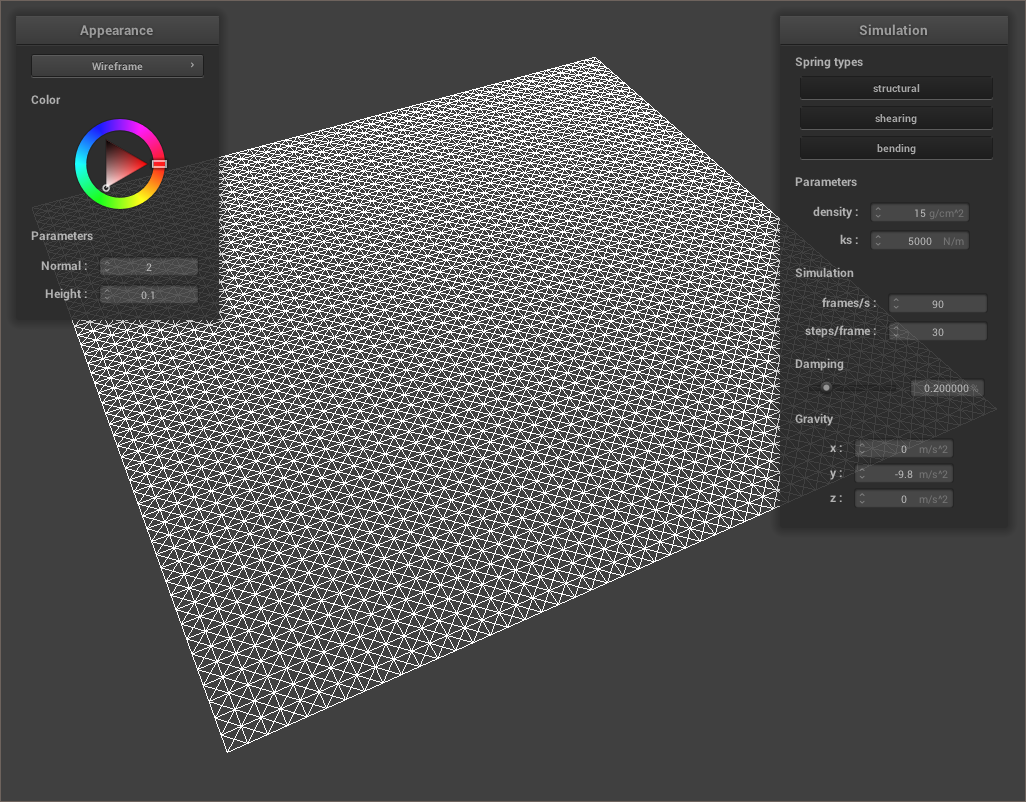 Appearance
Wireframe ›
Color
Parameters
Normal : 2
Height : 0.1
Simulation
Spring types
structural
shearing
bending
Parameters
density : 15 g/cm^2
ks : 5000 N/m
Simulation
frames/s : 90
steps/frame : 30
Damping
0.200000 %
Gravity
x : 0 m/s^2
y : -9.8 m/s^2
z : 0 m/s^2